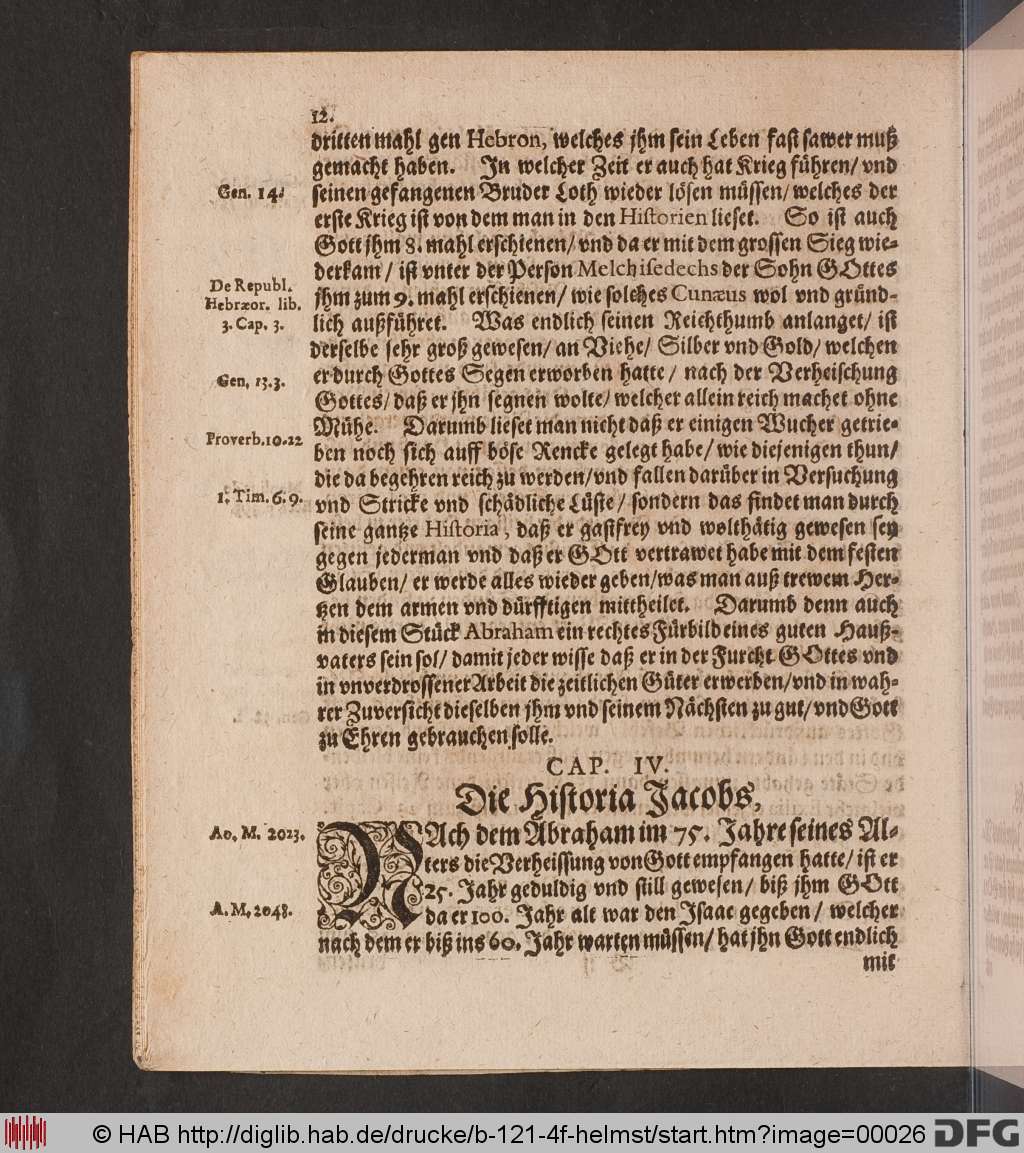 12.
dritten mahl gen Hebron, welches jhm sein Leben fast sawer muß
gemacht haben. In welcher Zeit er auch hat Krieg führen/ vnd
Gen. 14.
seinen gefangenen Bruder Loth wieder lösen müssen/ welches der
erste Krieg ist von dem man in den Historien lieset. So ist auch
Gott jhm 8. mahl erschienen/ vnd da er mit dem grossen Sieg wie-
derkam/ ist vnter der Person Melchisedechs der Sohn GOttes
De Republ.
Hebræor. lib.
3. Cap. 3.
jhm zum 9. mahl erschienen/ wie solches Cunæus wol vnd gründ-
lich außführet. Was endlich seinen Reichthumb anlanget/ ist
derselbe sehr groß gewesen/ an Viehe/ Silber vnd Gold/ welchen
Gen. 13.3.
er durch Gottes Segen erworben hatte/ nach der Verheischung
Gottes/ daß er jhn segnen wolte/ welcher allein reich machet ohne
Proverb.10.22
Mühe. Darumb lieset man nicht daß er einigen Wucher getrie-
ben noch sich auff böse Rencke gelegt habe/ wie diejenigen thun/
die da begehren reich zu werden/ vnd fallen darüber in Versuchung
1. Tim. 6.9.
vnd Stricke vnd schädliche Lüste/ sondern das findet man durch
seine gantze Historia, daß er gastfrey vnd wolthätig gewesen sey
gegen jederman vnd daß er GOtt vertrawet habe mit dem festen
Glauben/ er werde alles wieder geben/ was man auß trewem Her-
tzen dem armen vnd dürfftigen mittheilet. Darumb denn auch
in diesem Stück Abraham ein rechtes Fürbild eines guten Hauß-
vaters sein sol/ damit jeder wisse daß er in der Furcht GOttes vnd
in vnverdrossener Arbeit die zeitlichen Güter erwerben/ vnd in wah-
rer Zuversicht dieselben jhm vnd seinem Nächsten zu gut/ vnd Gott
zu Ehren gebrauchen solle.
CAP. IV.
Die Historia Jacobs,
Ao. M. 2023.
NAch dem Abraham im 75. Jahre seines Al-
ters die Verheissung von Gott empfangen hatte/ ist er
25. Jahr geduldig vnd still gewesen/ biß jhm GOtt
A.M. 2048.
da er 100. Jahr alt war den Isaac gegeben/ welcher
nach dem er biß ins 60. Jahr warten müssen/ hat jhn Gott endlich
mit
© HAB http://diglib.hab.de/drucke/b-121-4f-helmst/start.htm?image=00026 DFG